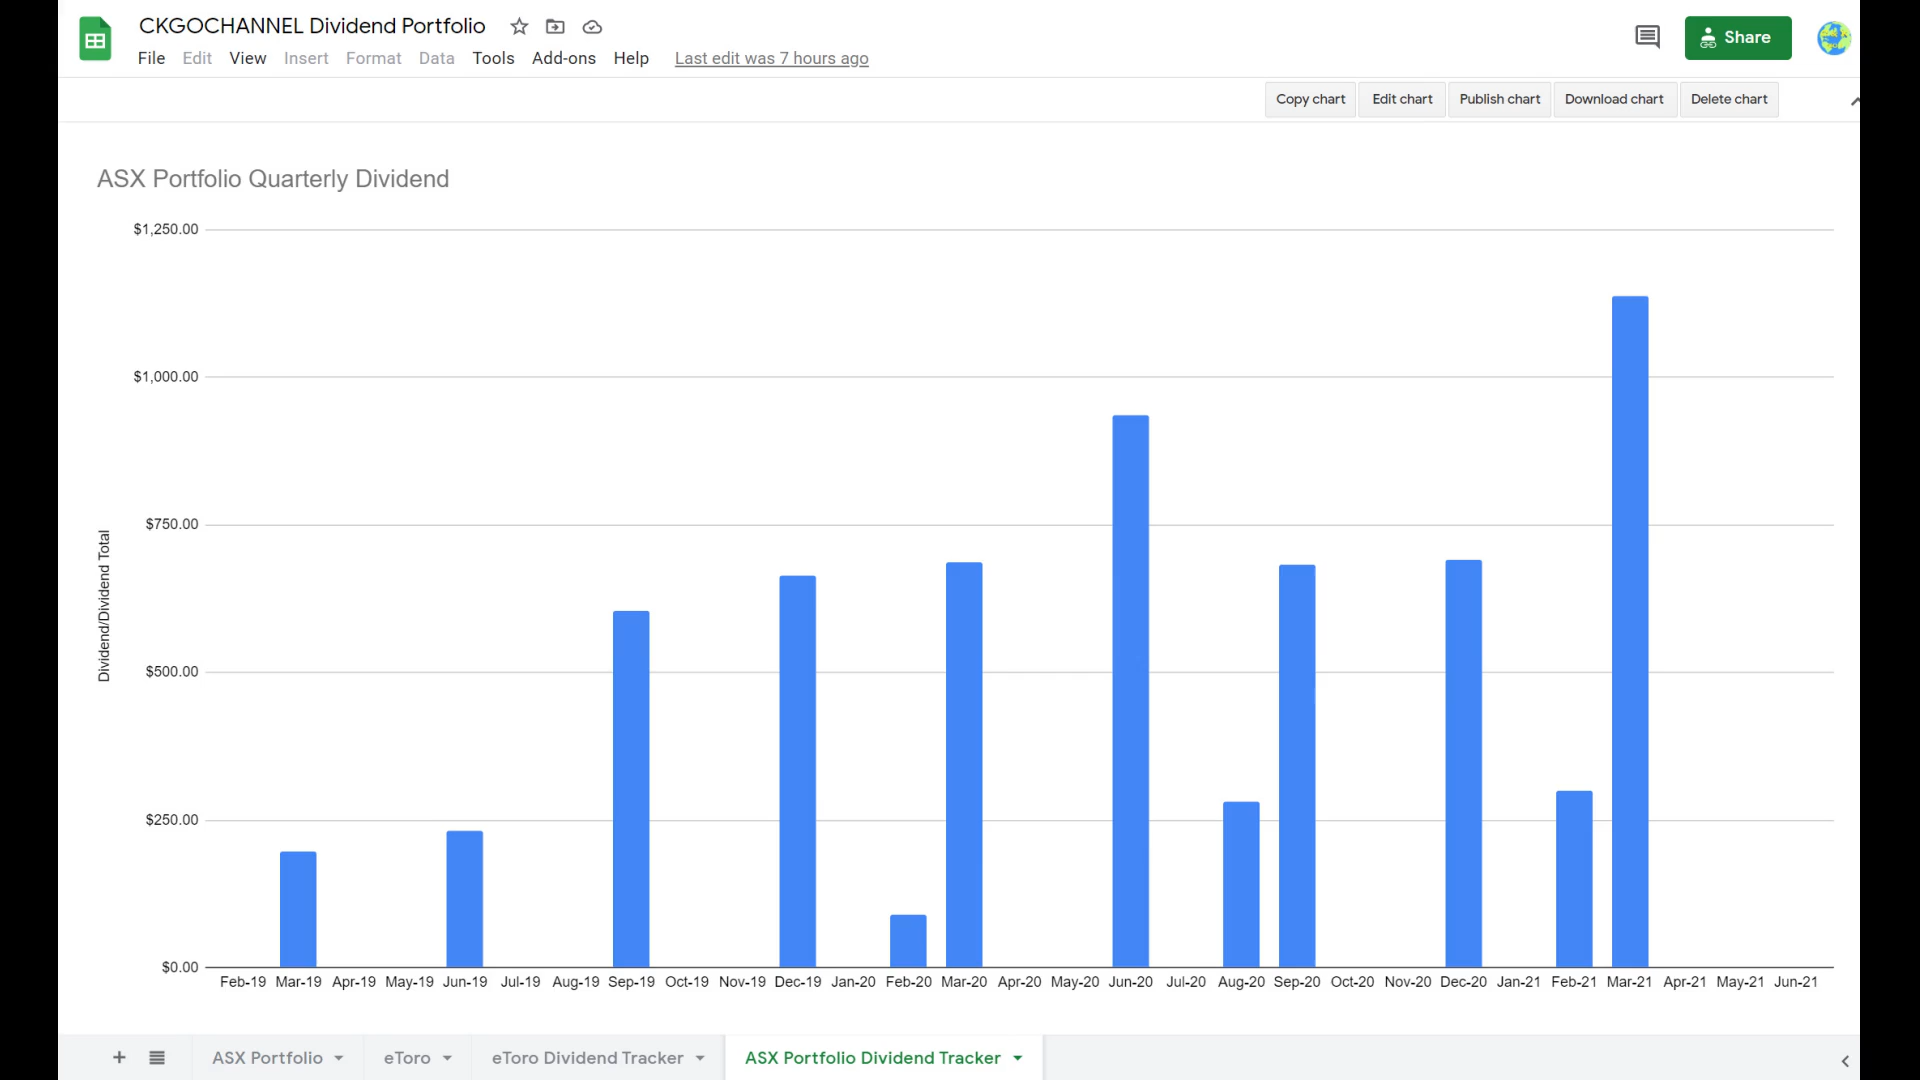 CKGOCHANNEL Dividend Portfolio
File Edit View Insert Format Data Tools Add-ons Help Last edit was 7 hours ago
Share
Copy chart Edit chart Publish chart Download chart Delete chart
ASX Portfolio Quarterly Dividend
Dividend/Dividend Total
$1,250.00
$1,000.00
$750.00
$500.00
$250.00
$0.00
Feb-19 Mar-19 Apr-19 May-19 Jun-19 Jul-19 Aug-19 Sep-19 Oct-19 Nov-19 Dec-19 Jan-20 Feb-20 Mar-20 Apr-20 May-20 Jun-20 Jul-20 Aug-20 Sep-20 Oct-20 Nov-20 Dec-20 Jan-21 Feb-21 Mar-21 Apr-21 May-21 Jun-21
ASX Portfolio eToro eToro Dividend Tracker ASX Portfolio Dividend Tracker